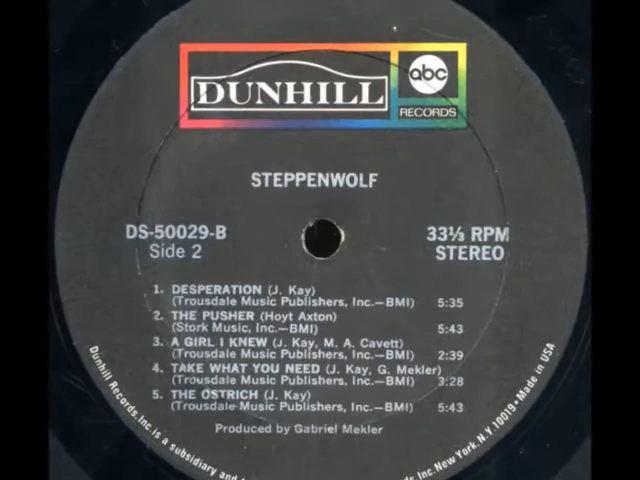 DUNHILL
abc
RECORDS
STEPPENWOLF
DS-50029-B
Side 2
33⅓ RPM
STEREO
1. DESPERATION (J. Kay)
(Trousdale Music Publishers, Inc.—BMI) 5:35
2. THE PUSHER (Hoyt Axton)
(Stork Music, Inc.—BMI) 5:43
3. A GIRL I KNEW (J. Kay, M. A. Cavett)
(Trousdale Music Publishers, Inc.—BMI) 2:39
4. TAKE WHAT YOU NEED (J. Kay, G. Mekler)
(Trousdale Music Publishers, Inc.—BMI) 3:28
5. THE OSTRICH (J. Kay)
(Trousdale Music Publishers, Inc.—BMI) 5:43
Produced by Gabriel Mekler
Dunhill Records, Inc. is a subsidiary and
Inc New York, N.Y. 10019 • Made in USA